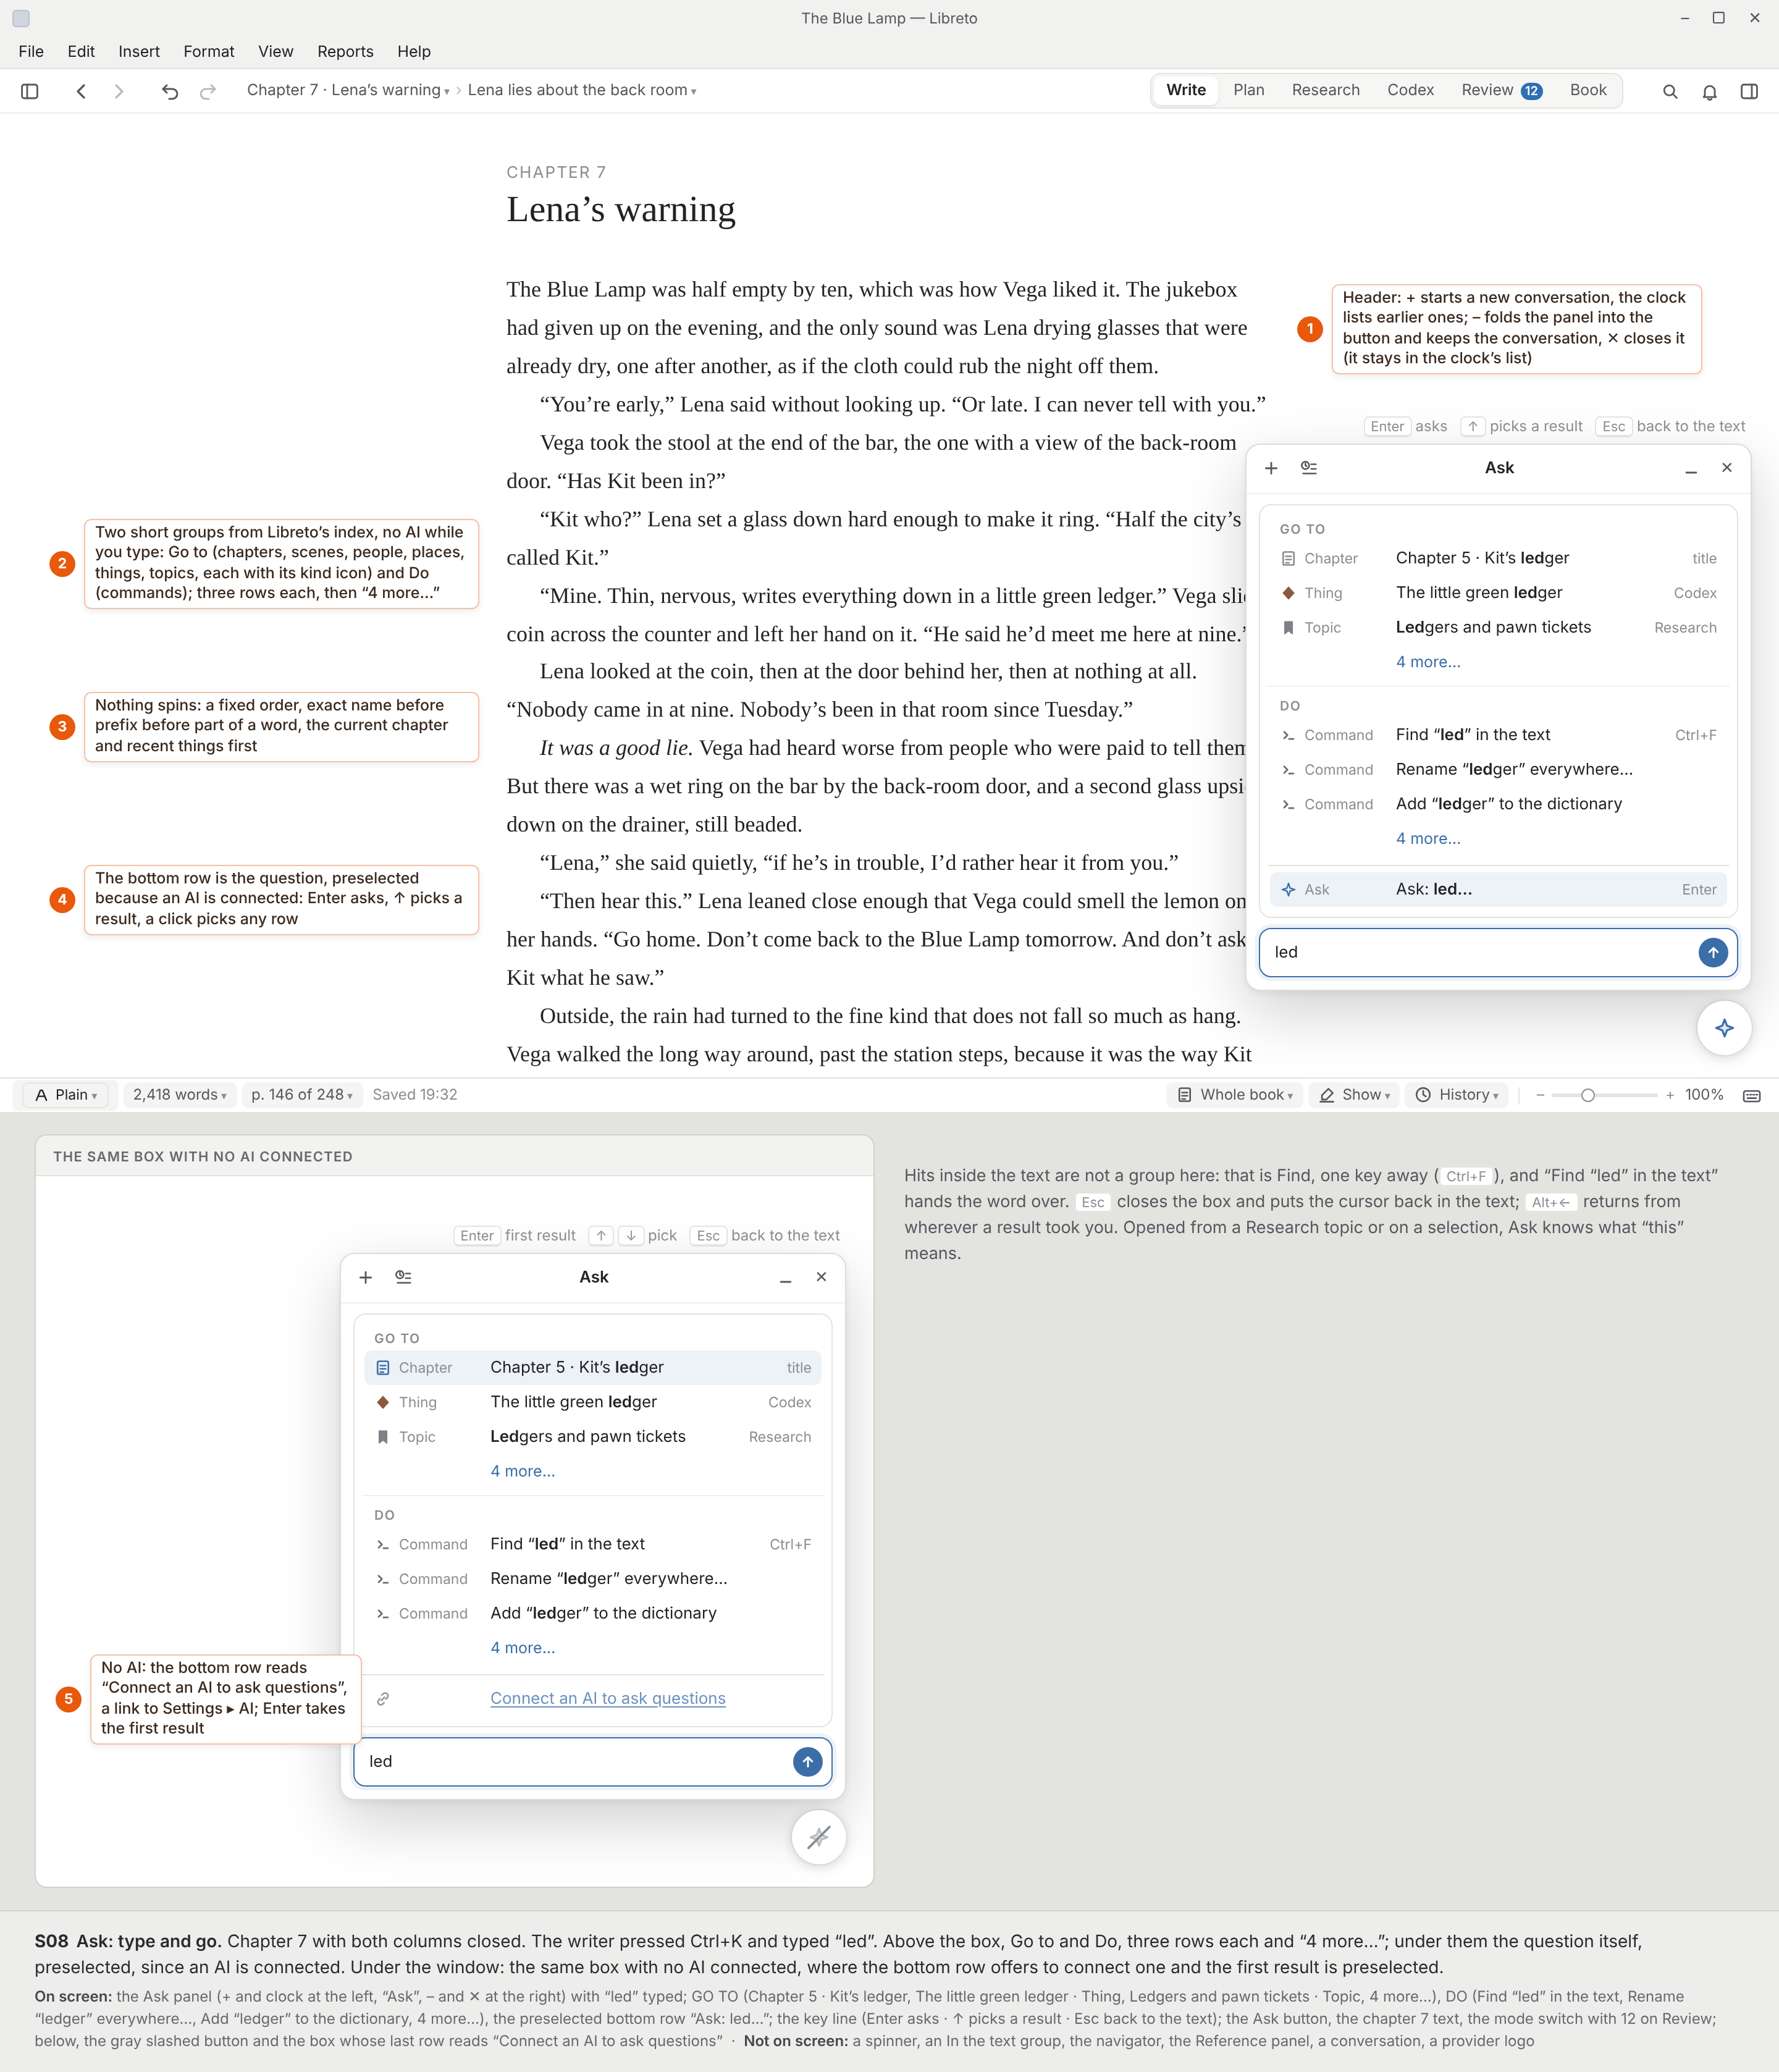 The Blue Lamp — Libreto
File Edit Insert Format View Reports Help
Chapter 7 · Lena’s warning ▾ › Lena lies about the back room ▾
Write Plan Research Codex Review 12 Book
CHAPTER 7
Lena’s warning
The Blue Lamp was half empty by ten, which was how Vega liked it. The jukebox
had given up on the evening, and the only sound was Lena drying glasses that were
already dry, one after another, as if the cloth could rub the night off them.
“You’re early,” Lena said without looking up. “Or late. I can never tell with you.”
Vega took the stool at the end of the bar, the one with a view of the back-room
door. “Has Kit been in?”
“Kit who?” Lena set a glass down hard enough to make it ring. “Half the city’s
called Kit.”
“Mine. Thin, nervous, writes everything down in a little green ledger.” Vega
coin across the counter and left her hand on it. “He said he’d meet me here at nine.”
Lena looked at the coin, then at the door behind her, then at nothing at all.
“Nobody came in at nine. Nobody’s been in that room since Tuesday.”
It was a good lie. Vega had heard worse from people who were paid to tell them
But there was a wet ring on the bar by the back-room door, and a second glass
down on the drainer, still beaded.
“Lena,” she said quietly, “if he’s in trouble, I’d rather hear it from you.”
“Then hear this.” Lena leaned close enough that Vega could smell the lemon on
her hands. “Go home. Don’t come back to the Blue Lamp tomorrow. And don’t ask
Kit what he saw.”
Outside, the rain had turned to the fine kind that does not fall so much as hang.
Vega walked the long way around, past the station steps, because it was the way Kit
1
Header: + starts a new conversation, the clock
lists earlier ones; – folds the panel into the
button and keeps the conversation, ✕ closes it
(it stays in the clock’s list)
2
Two short groups from Libreto’s index, no AI while
you type: Go to (chapters, scenes, people, places,
things, topics, each with its kind icon) and Do
(commands); three rows each, then “4 more…”
3
Nothing spins: a fixed order, exact name before
prefix before part of a word, the current chapter
and recent things first
4
The bottom row is the question, preselected
because an AI is connected: Enter asks, ↑ picks a
result, a click picks any row
Enter asks ↑ picks a result Esc back to the text
Ask
GO TO
Chapter Chapter 5 · Kit’s ledger title
Thing The little green ledger Codex
Topic Ledgers and pawn tickets Research
4 more…
DO
Command Find “led” in the text Ctrl+F
Command Rename “ledger” everywhere…
Command Add “ledger” to the dictionary
4 more…
Ask Ask: led… Enter
led
A Plain ▾ 2,418 words ▾ p. 146 of 248 ▾ Saved 19:32
Whole book ▾ Show ▾ History ▾ − + 100%
THE SAME BOX WITH NO AI CONNECTED
Enter first result ↑ ↓ pick Esc back to the text
Ask
GO TO
Chapter Chapter 5 · Kit’s ledger title
Thing The little green ledger Codex
Topic Ledgers and pawn tickets Research
4 more…
DO
Command Find “led” in the text Ctrl+F
Command Rename “ledger” everywhere…
Command Add “ledger” to the dictionary
4 more…
Connect an AI to ask questions
led
5
No AI: the bottom row reads
“Connect an AI to ask questions”,
a link to Settings ▸ AI; Enter takes
the first result
Hits inside the text are not a group here: that is Find, one key away ( Ctrl+F ), and “Find “led” in the text”
hands the word over. Esc closes the box and puts the cursor back in the text; Alt+← returns from
wherever a result took you. Opened from a Research topic or on a selection, Ask knows what “this”
means.
S08 Ask: type and go. Chapter 7 with both columns closed. The writer pressed Ctrl+K and typed “led”. Above the box, Go to and Do, three rows each and “4 more…”; under them the question itself,
preselected, since an AI is connected. Under the window: the same box with no AI connected, where the bottom row offers to connect one and the first result is preselected.
On screen: the Ask panel (+ and clock at the left, “Ask”, – and ✕ at the right) with “led” typed; GO TO (Chapter 5 · Kit’s ledger, The little green ledger · Thing, Ledgers and pawn tickets · Topic, 4 more…), DO (Find “led” in the text, Rename
“ledger” everywhere…, Add “ledger” to the dictionary, 4 more…), the preselected bottom row “Ask: led…”; the key line (Enter asks · ↑ picks a result · Esc back to the text); the Ask button, the chapter 7 text, the mode switch with 12 on Review;
below, the gray slashed button and the box whose last row reads “Connect an AI to ask questions” · Not on screen: a spinner, an In the text group, the navigator, the Reference panel, a conversation, a provider logo